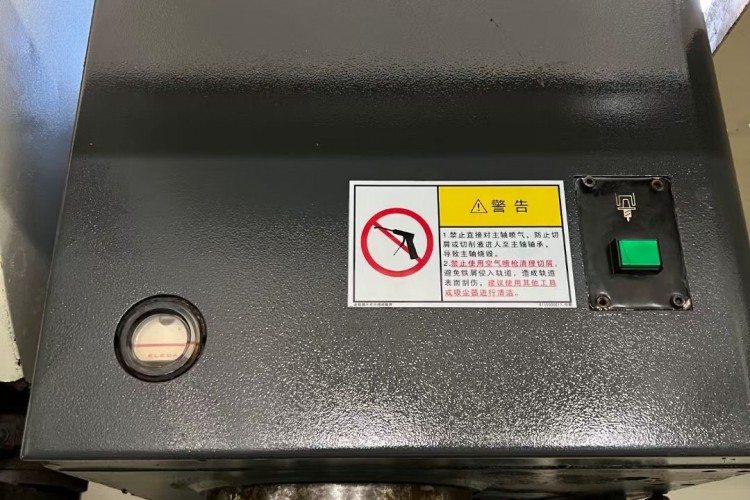 警告
1.禁止直接对主轴喷气，防止切
屑或切削液进入至主轴轴承，
导致主轴烧毁。
2.禁止使用空气喷枪清理切屑，
避免铁屑侵入轨道，造成轨道
表面刮伤，建议使用其他工具
或吸尘器进行清洁。
ELESA